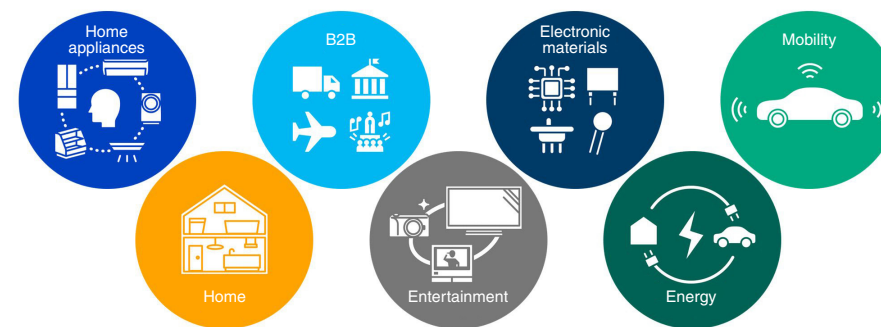 Home
appliances
B2B
Electronic
materials
Mobility
Home
Entertainment
Energy